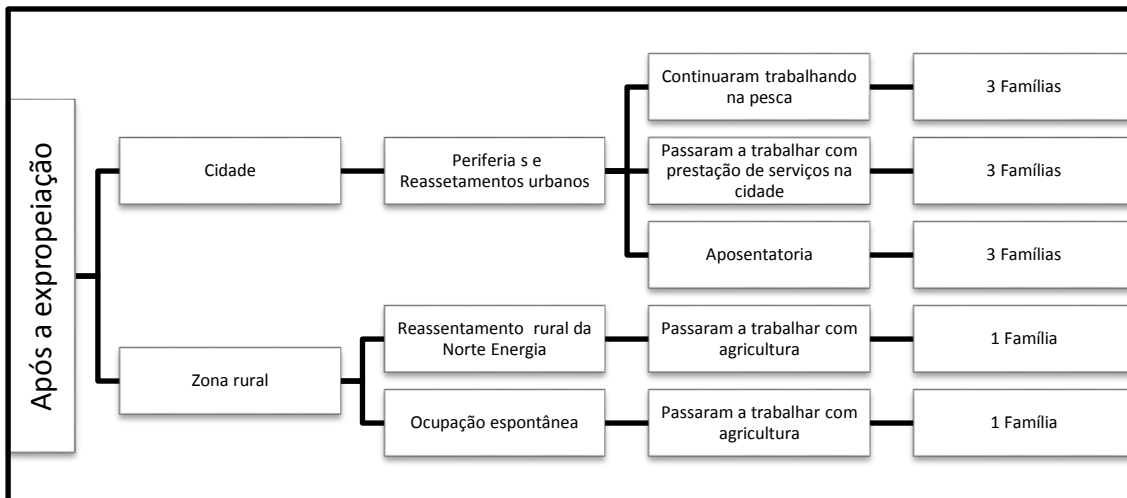 Após a expropeiação
Cidade
Periferia s e
Reassetamentos urbanos
Continuaram trabalhando
na pesca
3 Famílias
Passaram a trabalhar com
prestação de serviços na
cidade
3 Famílias
Aposentatoria
3 Famílias
Zona rural
Reassentamento rural da
Norte Energia
Passaram a trabalhar com
agricultura
1 Família
Ocupação espontânea
Passaram a trabalhar com
agricultura
1 Família